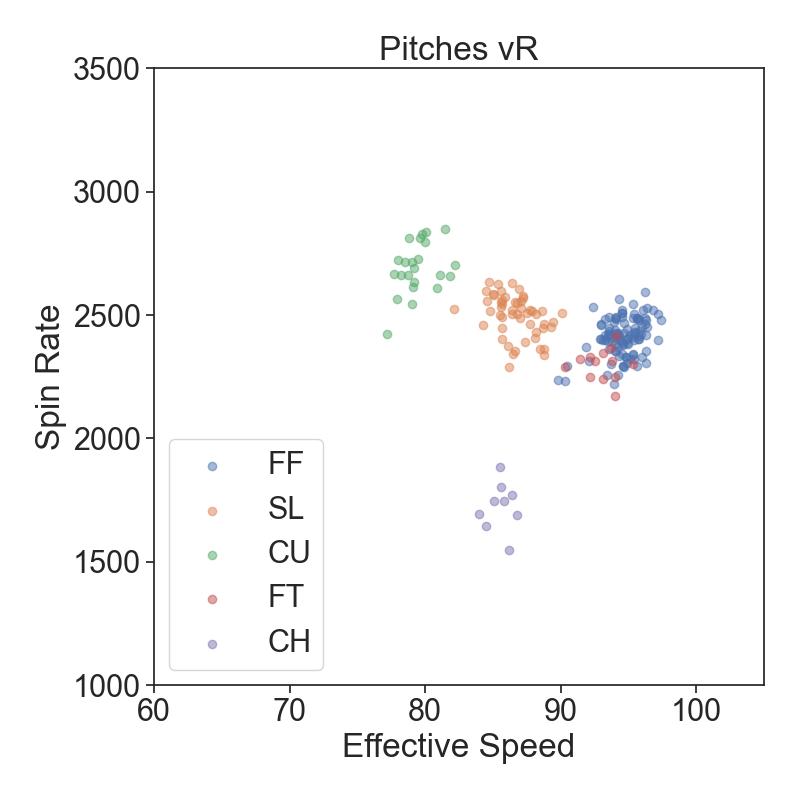 Pitches vR
3500
3000
2500
2000
1500
1000
Spin Rate
FF
SL
CU
FT
CH
60 70 80 90 100
Effective Speed